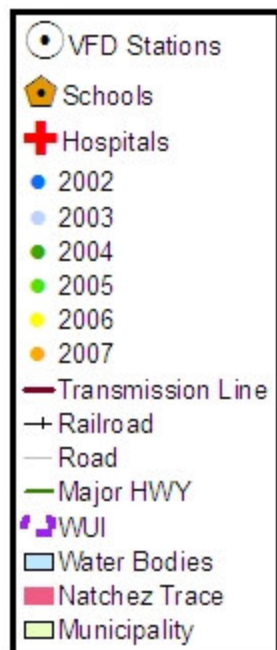 VFD Stations
Schools
Hospitals
2002
2003
2004
2005
2006
2007
Transmission Line
Railroad
Road
Major HWY
WUI
Water Bodies
Natchez Trace
Municipality